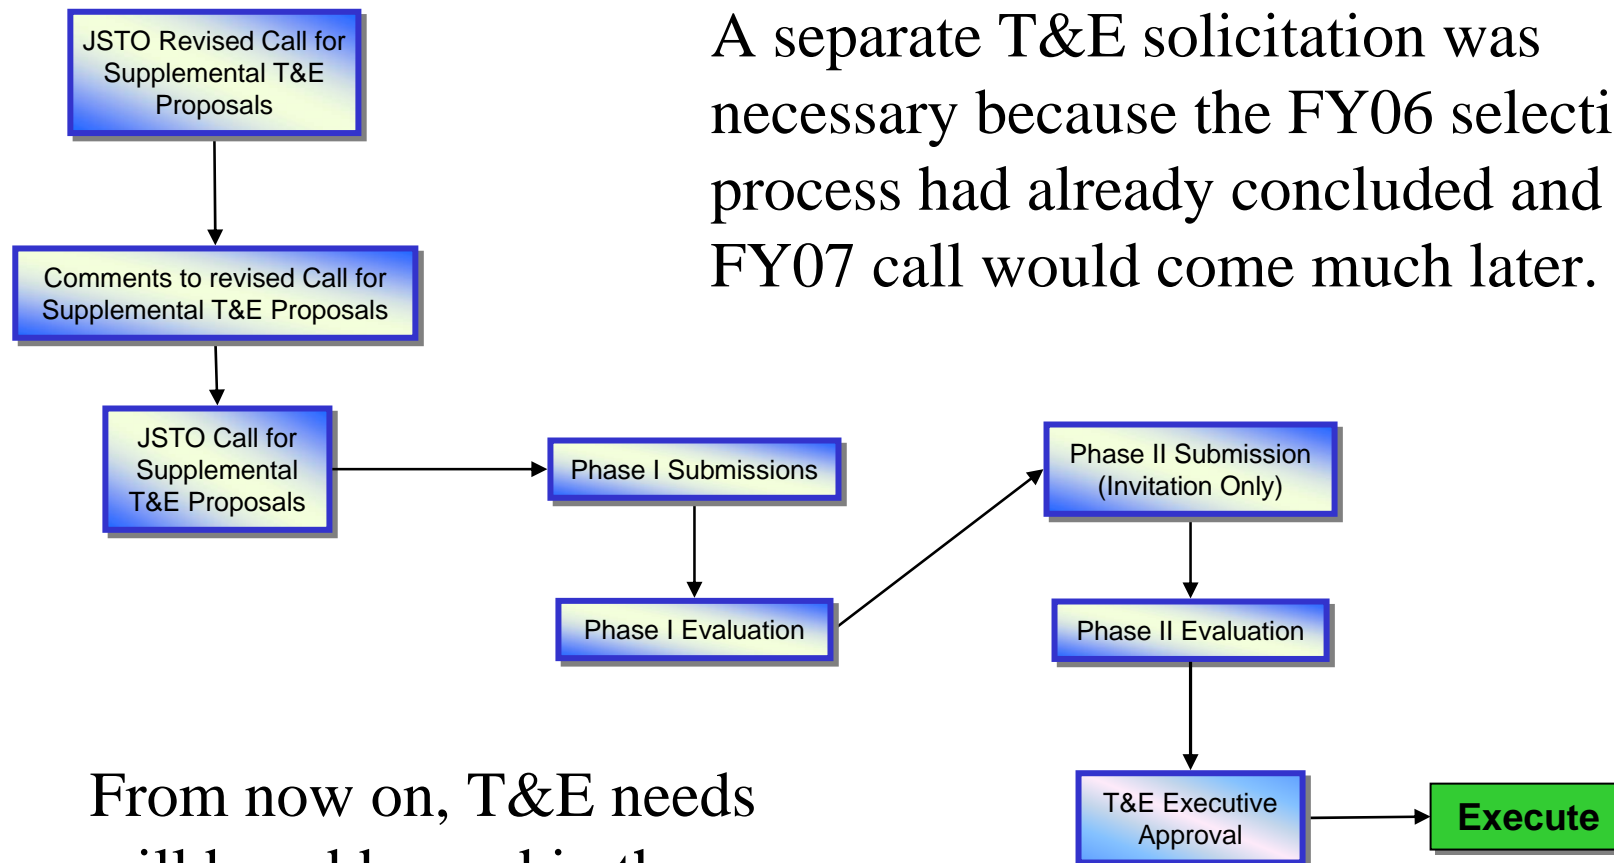 JSTO Revised Call for
Supplemental T&E
Proposals
A separate T&E solicitation was
necessary because the FY06 selecti
process had already concluded and
FY07 call would come much later.
Comments to revised Call for
Supplemental T&E Proposals
JSTO Call for
Supplemental
T&E Proposals
Phase I Submissions
Phase II Submission
(Invitation Only)
Phase I Evaluation
Phase II Evaluation
From now on, T&E needs
T&E Executive
Approval
Execute